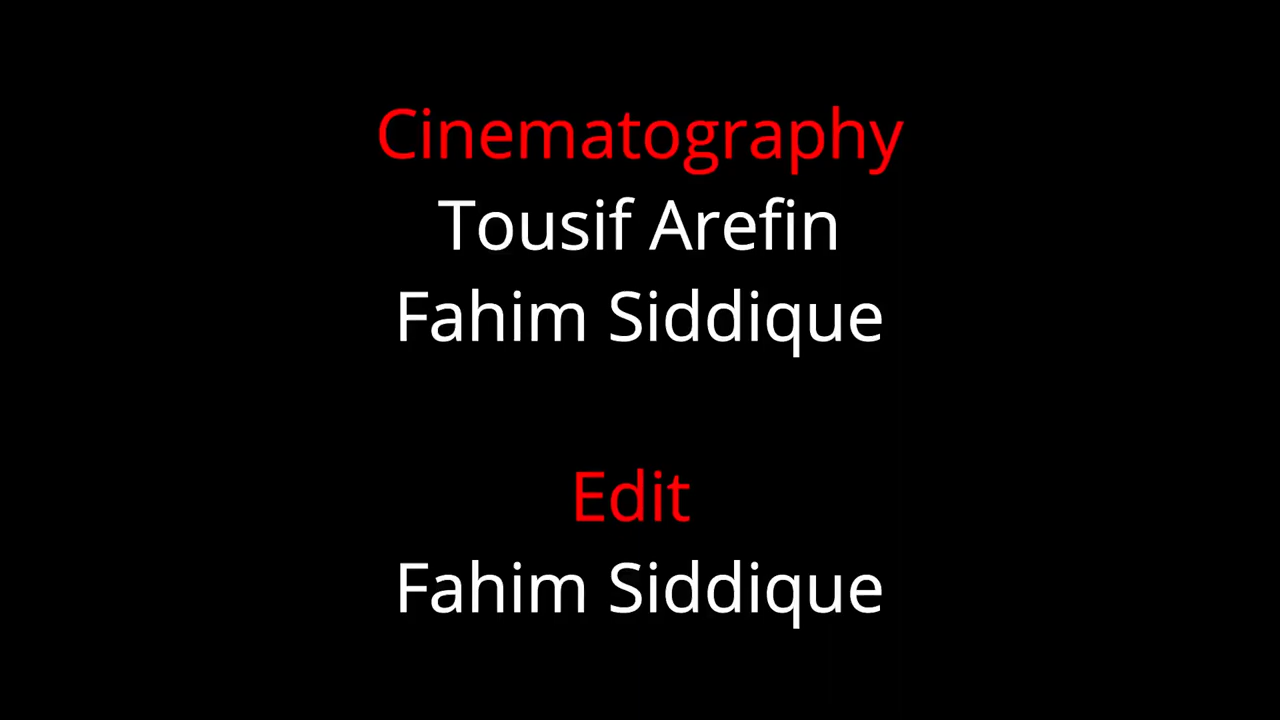 Cinematography
Tousif Arefin
Fahim Siddique
Edit
Fahim Siddique